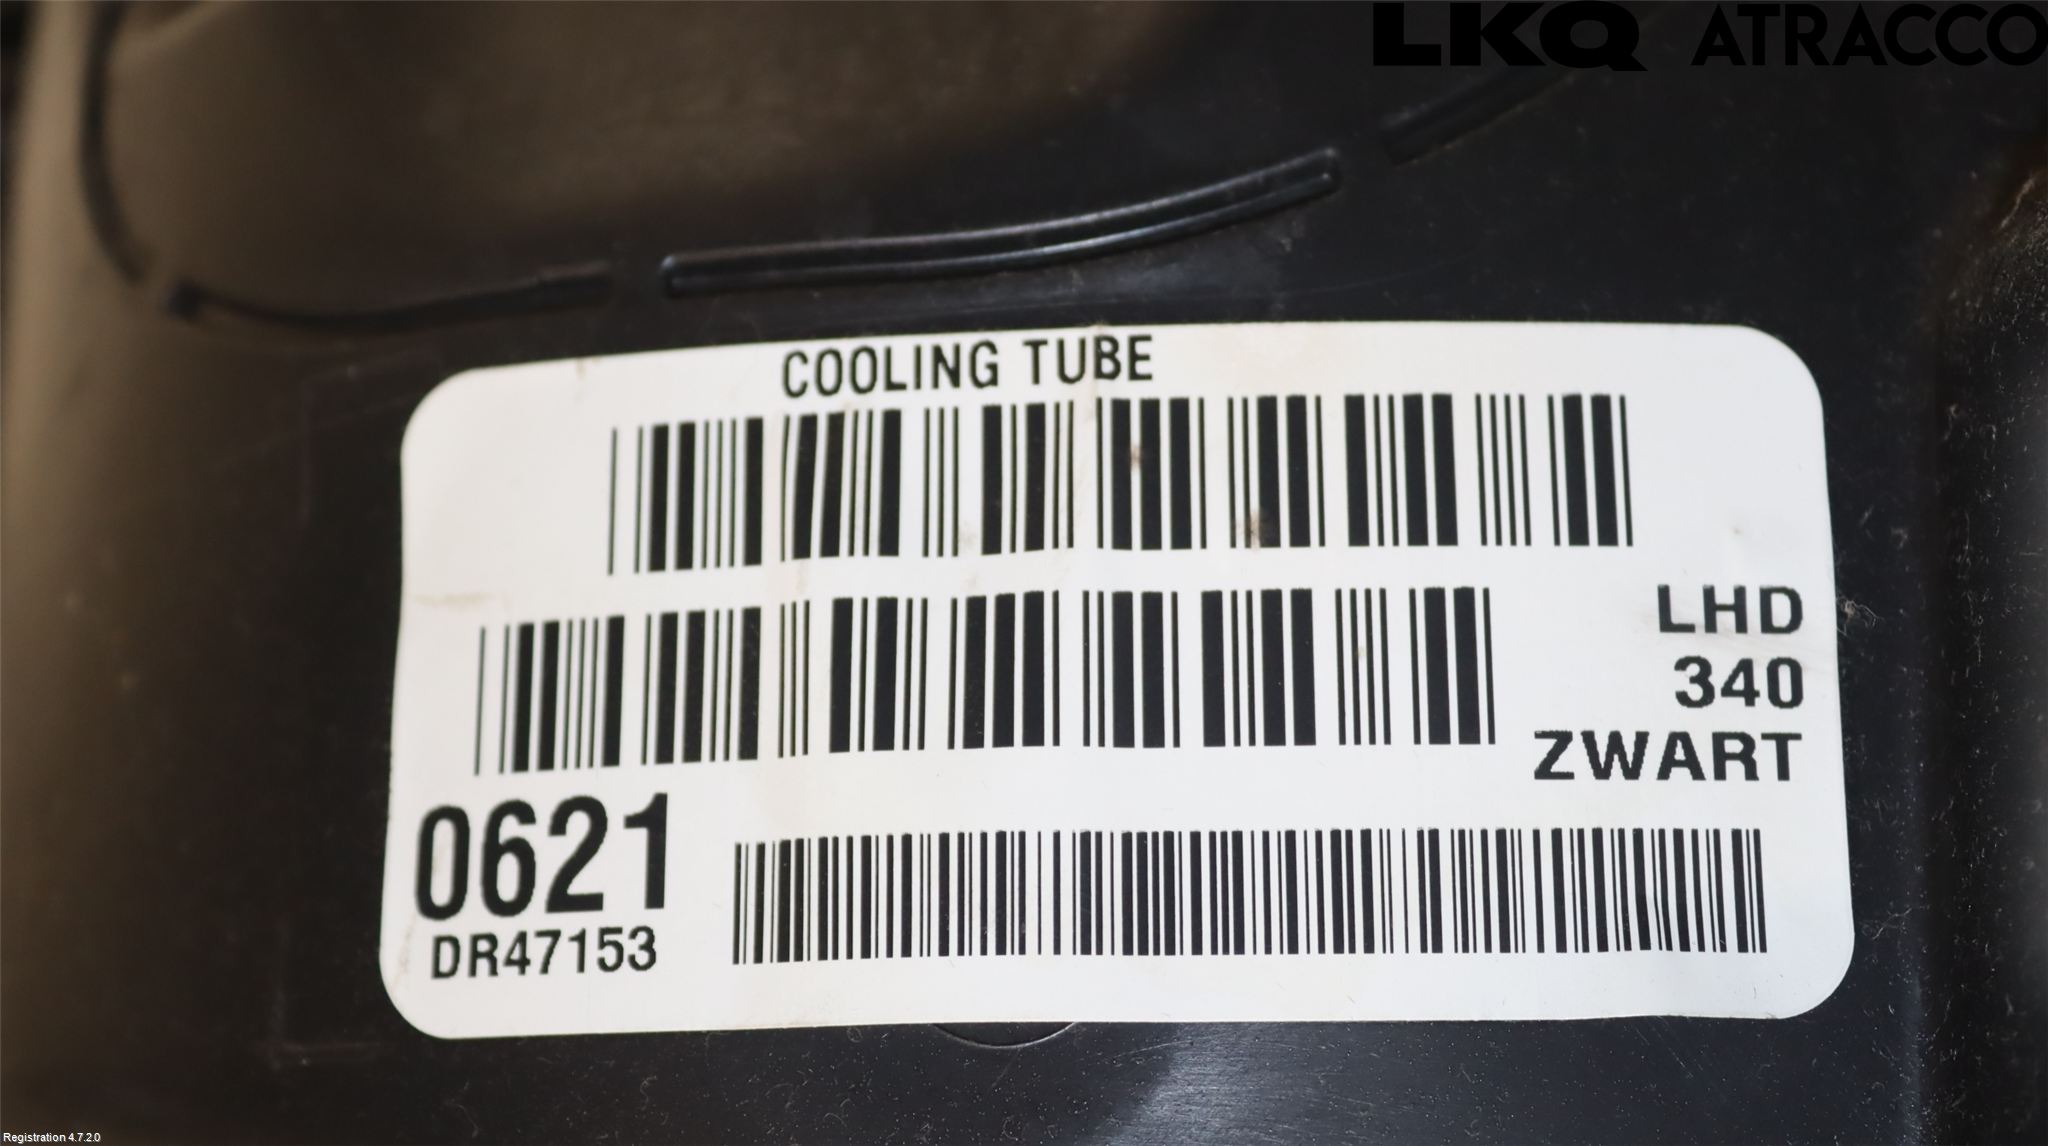 LKQ ATRACCO
COOLING TUBE
LHD
340
ZWART
0621
DR47153
Registration 4.7.2.0